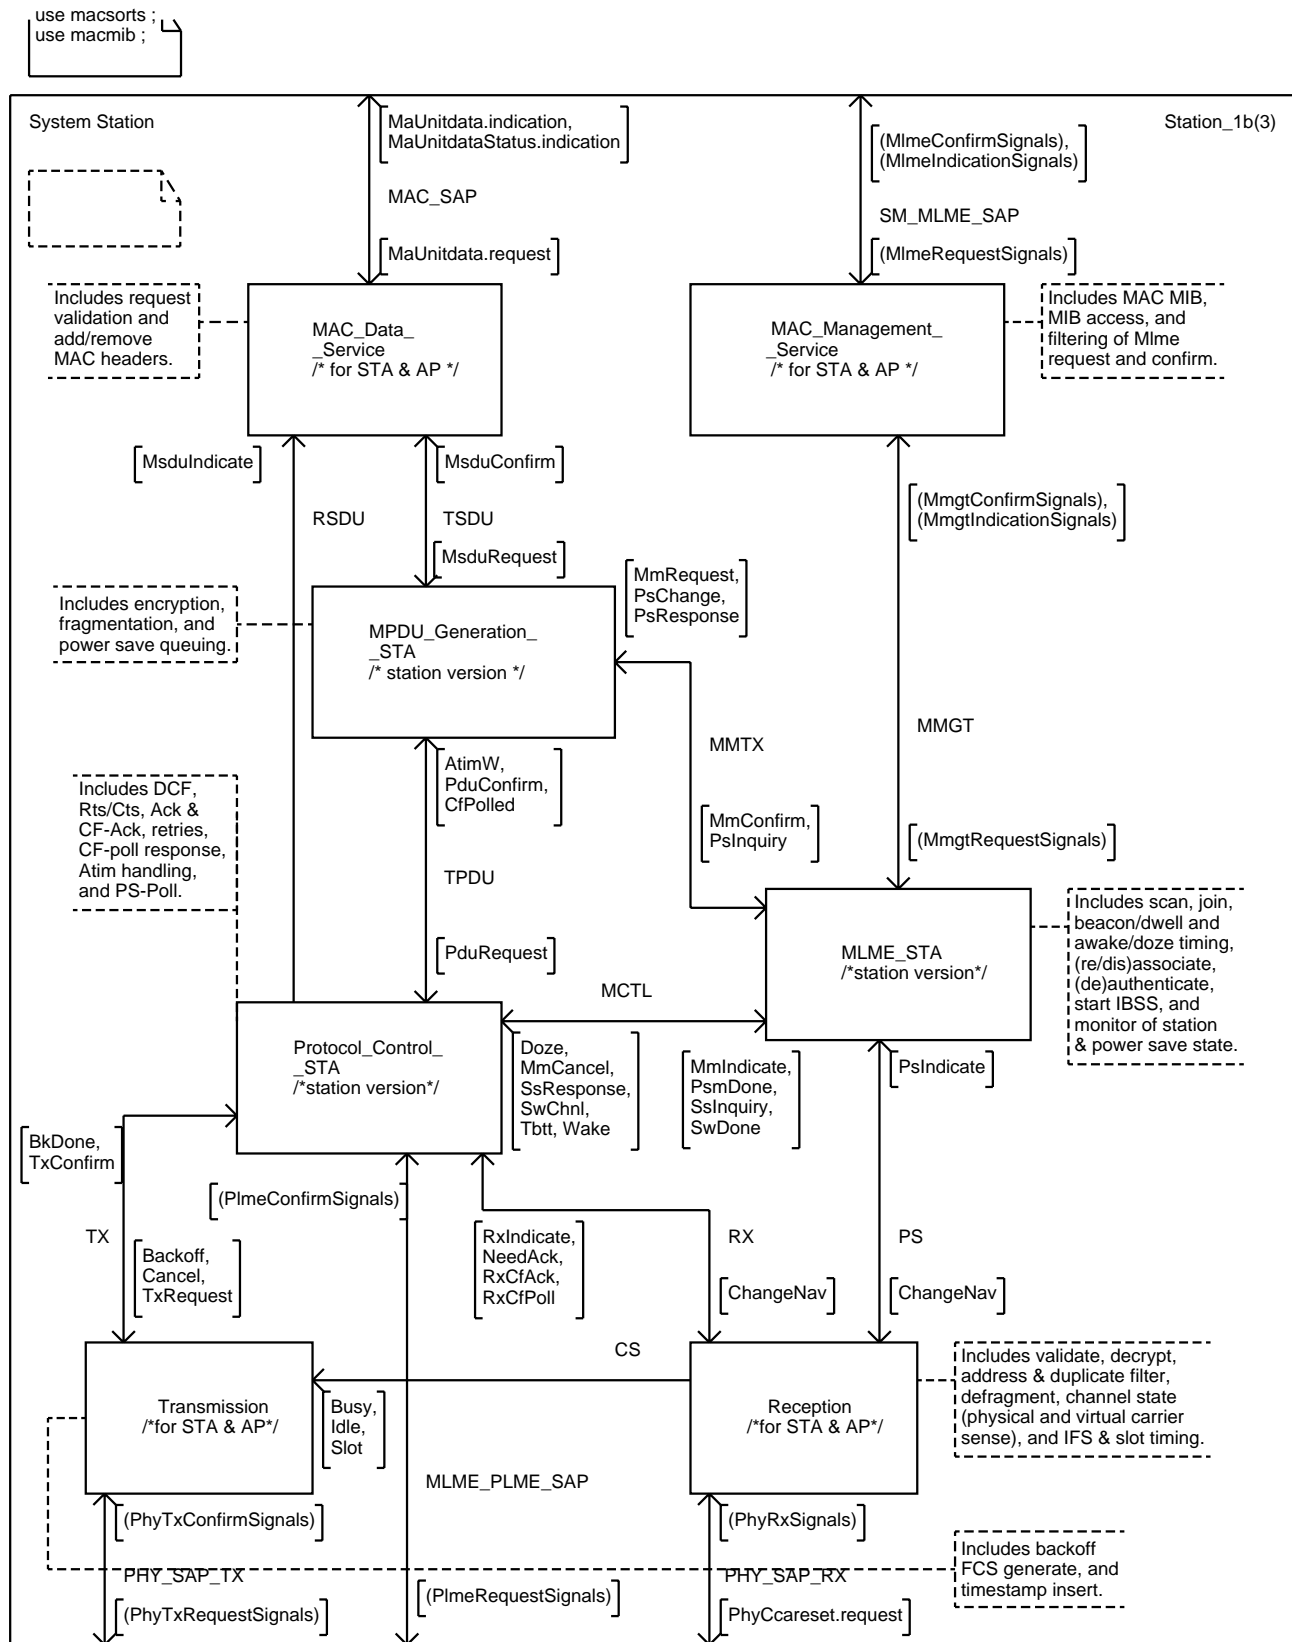 use macsorts ;
use macmib ;
System Station
Station_1b(3)
MaUnitdata.indication,
MaUnitdataStatus.indication
(MlmeConfirmSignals),
(MlmeIndicationSignals)
MAC_SAP
SM_MLME_SAP
MaUnitdata.request
(MlmeRequestSignals)
Includes request
validation and
add/remove
MAC headers.
MAC_Data_
_Service
/* for STA & AP */
MAC_Management_
_Service
/* for STA & AP */
Includes MAC MIB,
MIB access, and
filtering of Mlme
request and confirm.
MsduIndicate
MsduConfirm
(MmgtConfirmSignals),
(MmgtIndicationSignals)
RSDU
TSDU
MsduRequest
MmRequest,
PsChange,
PsResponse
Includes encryption,
fragmentation, and
power save queuing.
MPDU_Generation_
_STA
/* station version */
MMTX
MMGT
AtimW,
PduConfirm,
CfPolled
Includes DCF,
Rts/Cts, Ack &
CF-Ack, retries,
CF-poll response,
Atim handling,
and PS-Poll.
MmConfirm,
PsInquiry
(MmgtRequestSignals)
TPDU
PduRequest
MLME_STA
/*station version*/
Includes scan, join,
beacon/dwell and
awake/doze timing,
(re/dis)associate,
(de)authenticate,
start IBSS, and
monitor of station
& power save state.
MCTL
Protocol_Control_
_STA
/*station version*/
Doze,
MmCancel,
SsResponse,
SwChnl,
Tbtt, Wake
MmIndicate,
PsmDone,
SsInquiry,
SwDone
PsIndicate
BkDone,
TxConfirm
(PlmeConfirmSignals)
TX
Backoff,
Cancel,
TxRequest
RxIndicate,
NeedAck,
RxCfAck,
RxCfPoll
RX
PS
ChangeNav
ChangeNav
CS
Transmission
/*for STA & AP*/
Busy,
Idle,
Slot
Reception
/*for STA & AP*/
Includes validate, decrypt,
address & duplicate filter,
defragment, channel state
(physical and virtual carrier
sense), and IFS & slot timing.
MLME_PLME_SAP
(PhyTxConfirmSignals)
(PhyRxSignals)
Includes backoff
FCS generate, and
timestamp insert.
PHY_SAP_TX
PHY_SAP_RX
(PhyTxRequestSignals)
(PlmeRequestSignals)
PhyCcareset.request